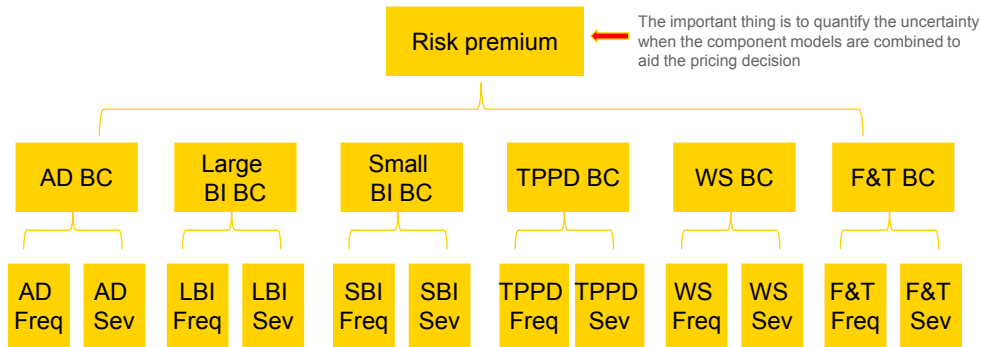 Risk premium
The important thing is to quantify the uncertainty
when the component models are combined to
aid the pricing decision
AD BC
Large
BI BC
Small
BI BC
TPPD BC
WS BC
F&T BC
AD
Freq
AD
Sev
LBI
Freq
LBI
Sev
SBI
Freq
SBI
Sev
TPPD
Freq
TPPD
Sev
WS
Freq
WS
Sev
F&T
Freq
F&T
Sev